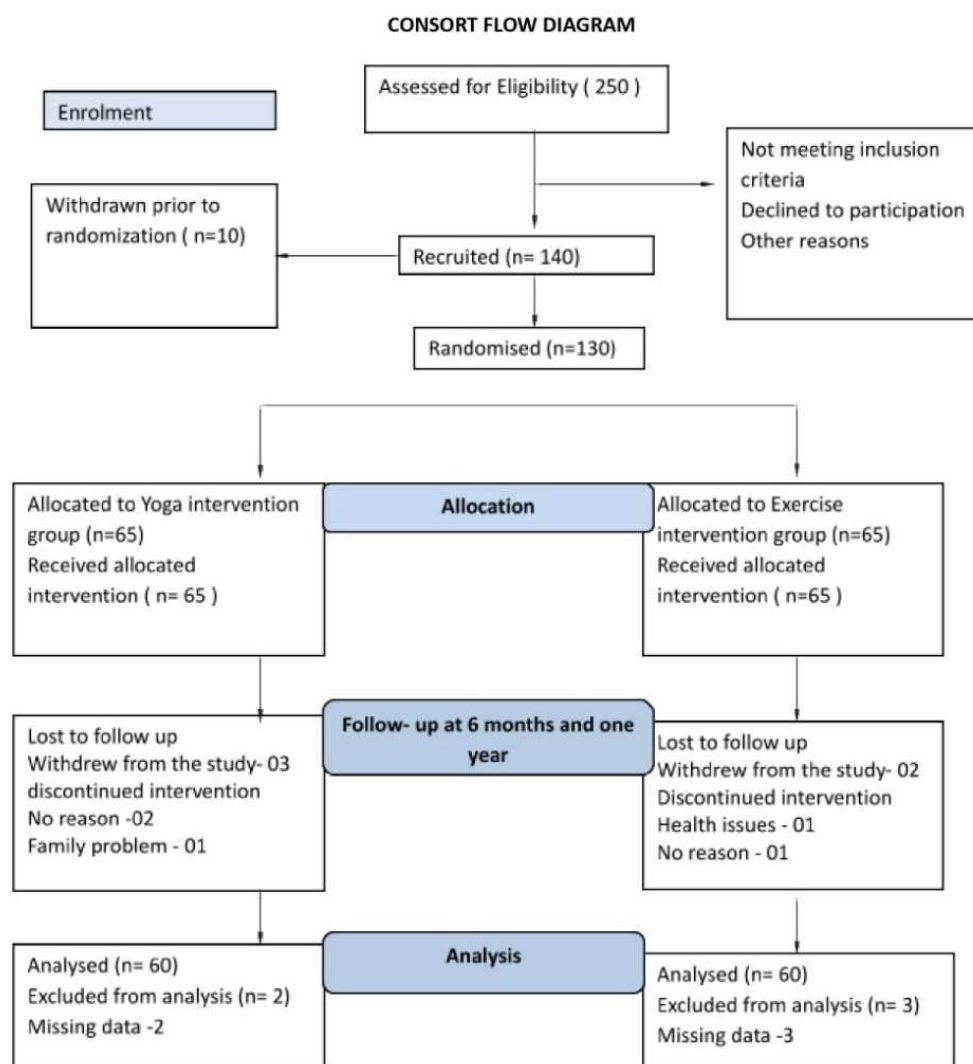 CONSORT FLOW DIAGRAM
Assessed for Eligibility ( 250 )
Enrolment
Not meeting inclusion
criteria
Declined to participation
Other reasons
Withdrawn prior to
randomization ( n=10)
Recruited (n= 140)
Randomised (n=130)
Allocated to Yoga intervention
group (n=65)
Received allocated
intervention ( n= 65 )
Allocation
Allocated to Exercise
intervention group (n=65)
Received allocated
intervention ( n=65 )
Lost to follow up
Withdrew from the study- 03
discontinued intervention
No reason -02
Family problem - 01
Follow- up at 6 months and one
year
Lost to follow up
Withdrew from the study- 02
Discontinued intervention
Health issues - 01
No reason - 01
Analysed (n= 60)
Excluded from analysis (n= 2)
Missing data -2
Analysis
Analysed (n= 60)
Excluded from analysis (n= 3)
Missing data -3